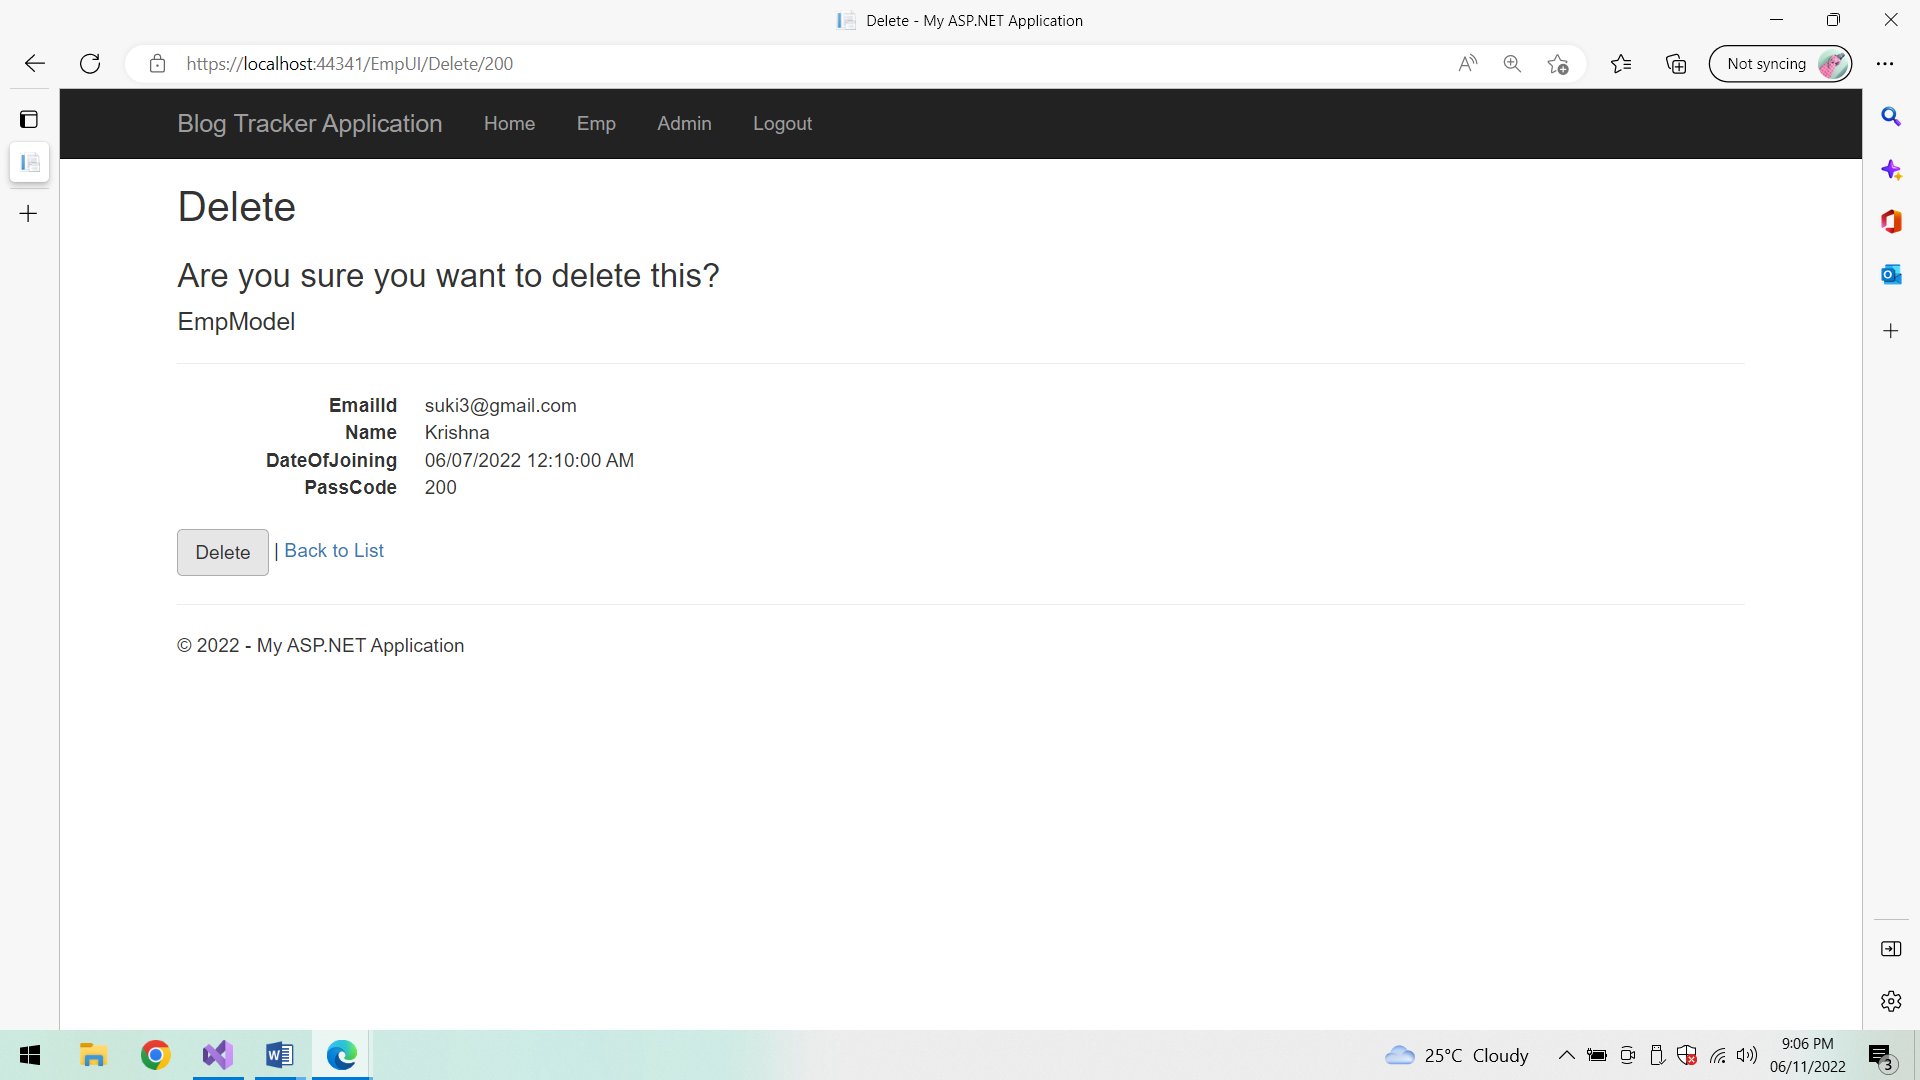 Delete - My ASP.NET Application
https://localhost:44341/EmpUI/Delete/200
Not syncing
Blog Tracker Application Home Emp Admin Logout
Delete
Are you sure you want to delete this?
EmpModel
EmailId suki3@gmail.com
Name Krishna
DateOfJoining 06/07/2022 12:10:00 AM
PassCode 200
Delete | Back to List
© 2022 - My ASP.NET Application
25°C Cloudy
9:06 PM
06/11/2022
3